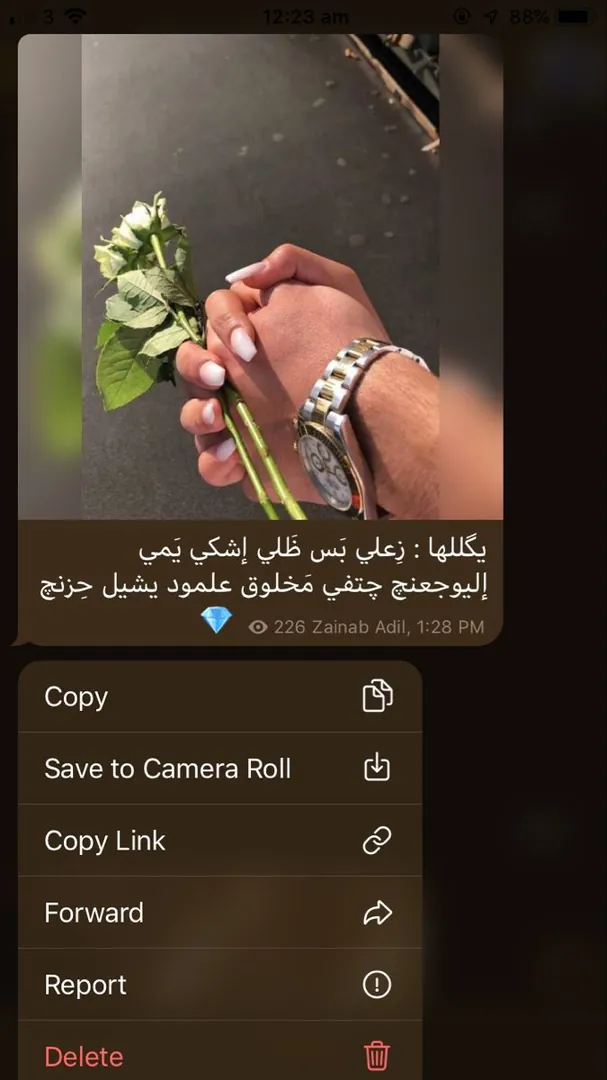 3 12:23 am 88%
يگللها : زِعلي بَس ظَلي إشكي يَمي
إليوجعنچ چتفي مَخلوق علمود يشيل حِزنچ
💎 226 Zainab Adil, 1:28 PM
Copy
Save to Camera Roll
Copy Link
Forward
Report
Delete